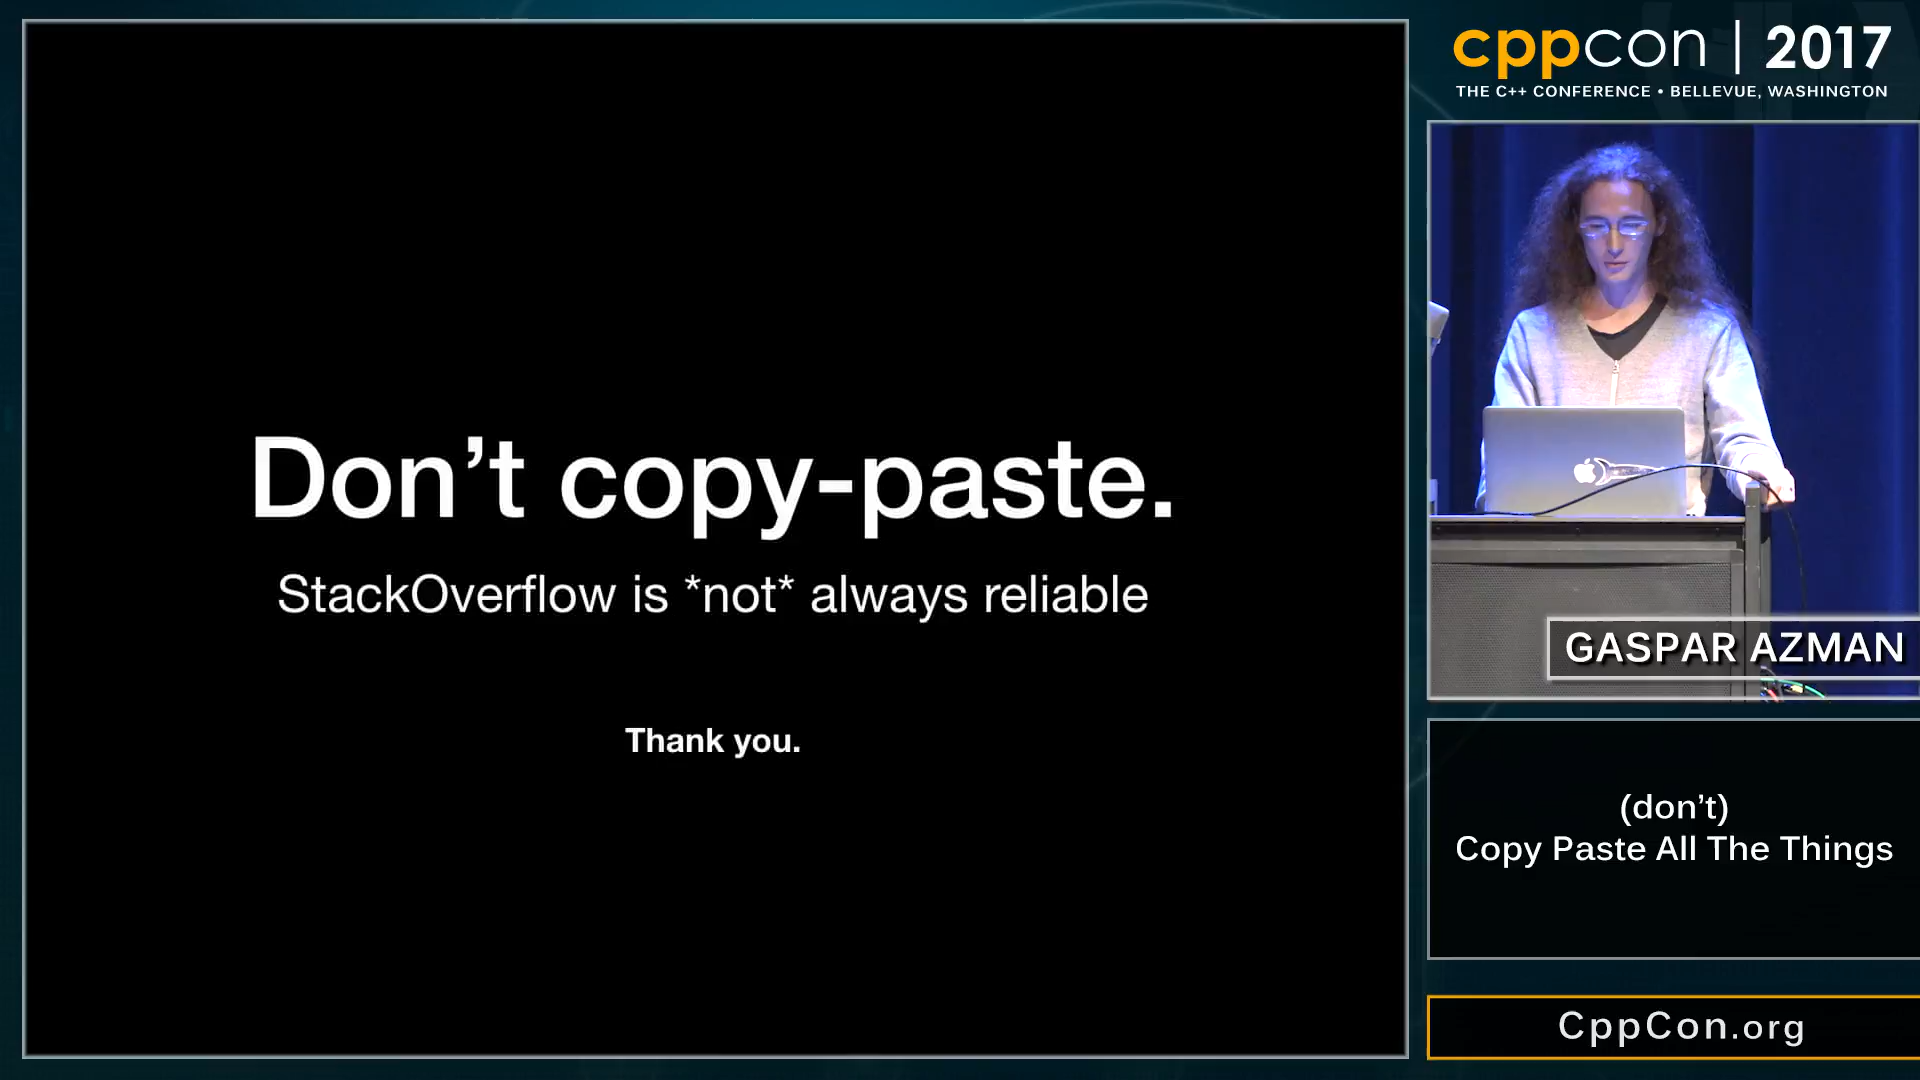 Don’t copy-paste.
StackOverflow is *not* always reliable
Thank you.
cppcon | 2017
THE C++ CONFERENCE • BELLEVUE, WASHINGTON
GASPAR AZMAN
(don’t)
Copy Paste All The Things
CppCon.org